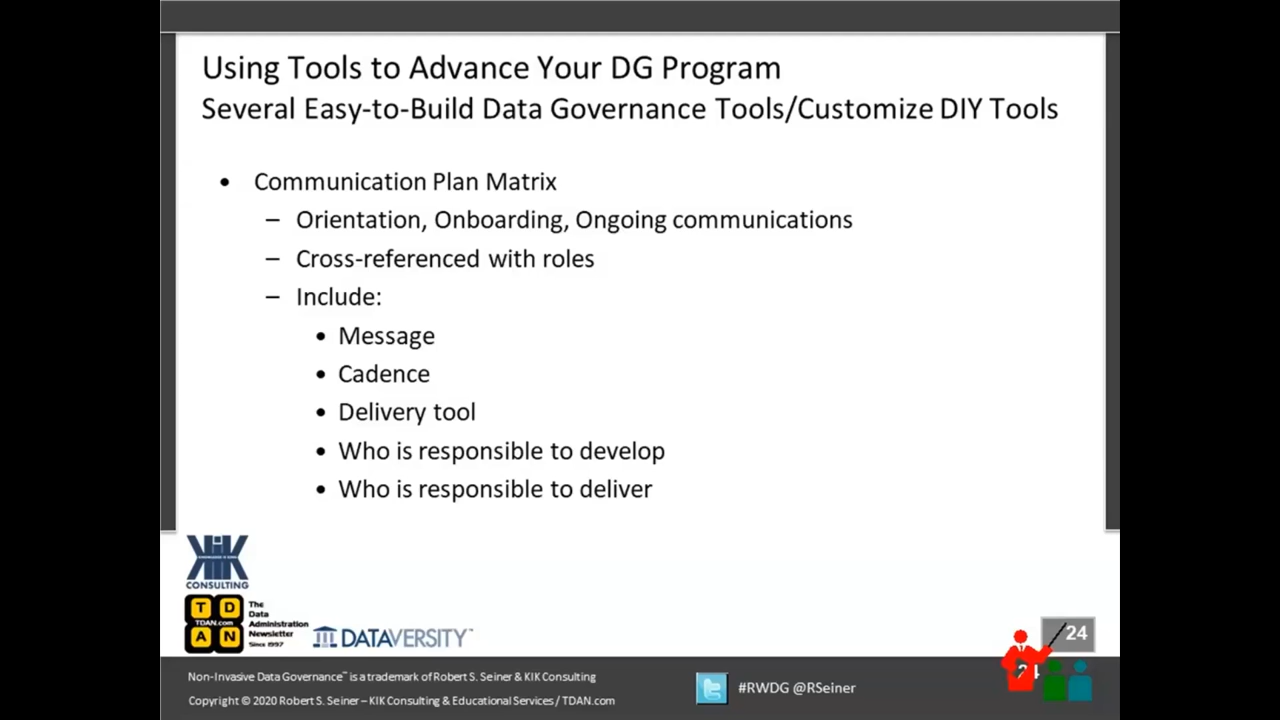 Using Tools to Advance Your DG Program
Several Easy-to-Build Data Governance Tools/Customize DIY Tools
• Communication Plan Matrix
– Orientation, Onboarding, Ongoing communications
– Cross-referenced with roles
– Include:
• Message
• Cadence
• Delivery tool
• Who is responsible to develop
• Who is responsible to deliver
KIK
CONSULTING
T D
TDAN.com
A N
The
Data
Administration
Newsletter
Since 1997
DATAVERSITY™
24
Non-Invasive Data Governance™ is a trademark of Robert S. Seiner & KIK Consulting
Copyright © 2020 Robert S. Seiner – KIK Consulting & Educational Services / TDAN.com
#RWDG @RSeiner